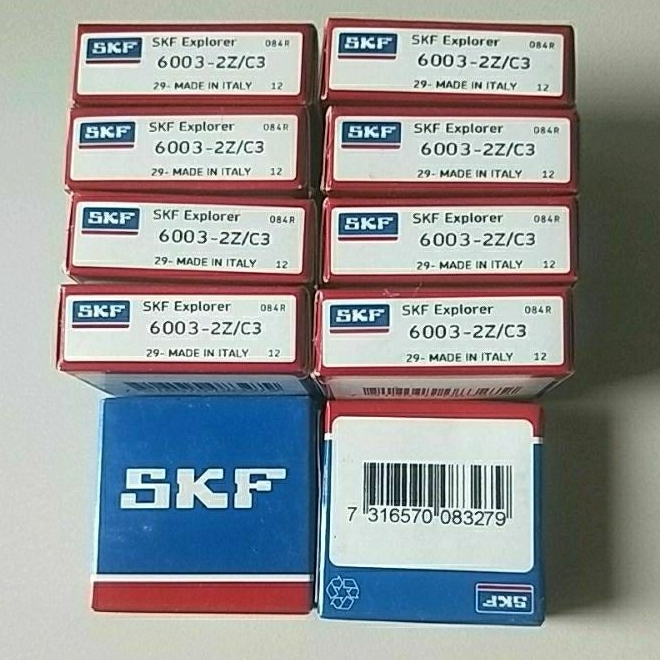 SKF
SKF Explorer 084R
6003-2Z/C3
29- MADE IN ITALY 12
SKF
SKF Explorer 084R
6003-2Z/C3
29- MADE IN ITALY 12
SKF
SKF Explorer 084R
6003-2Z/C3
29- MADE IN ITALY 12
SKF
SKF Explorer 084R
6003-2Z/C3
29- MADE IN ITALY 12
SKF
SKF Explorer 084R
6003-2Z/C3
29- MADE IN ITALY 12
SKF
SKF Explorer 084R
6003-2Z/C3
29- MADE IN ITALY 12
SKF
SKF Explorer 084R
6003-2Z/C3
29- MADE IN ITALY 12
SKF
SKF Explorer 084R
6003-2Z/C3
29- MADE IN ITALY 12
SKF
7 316570 083279
SKF